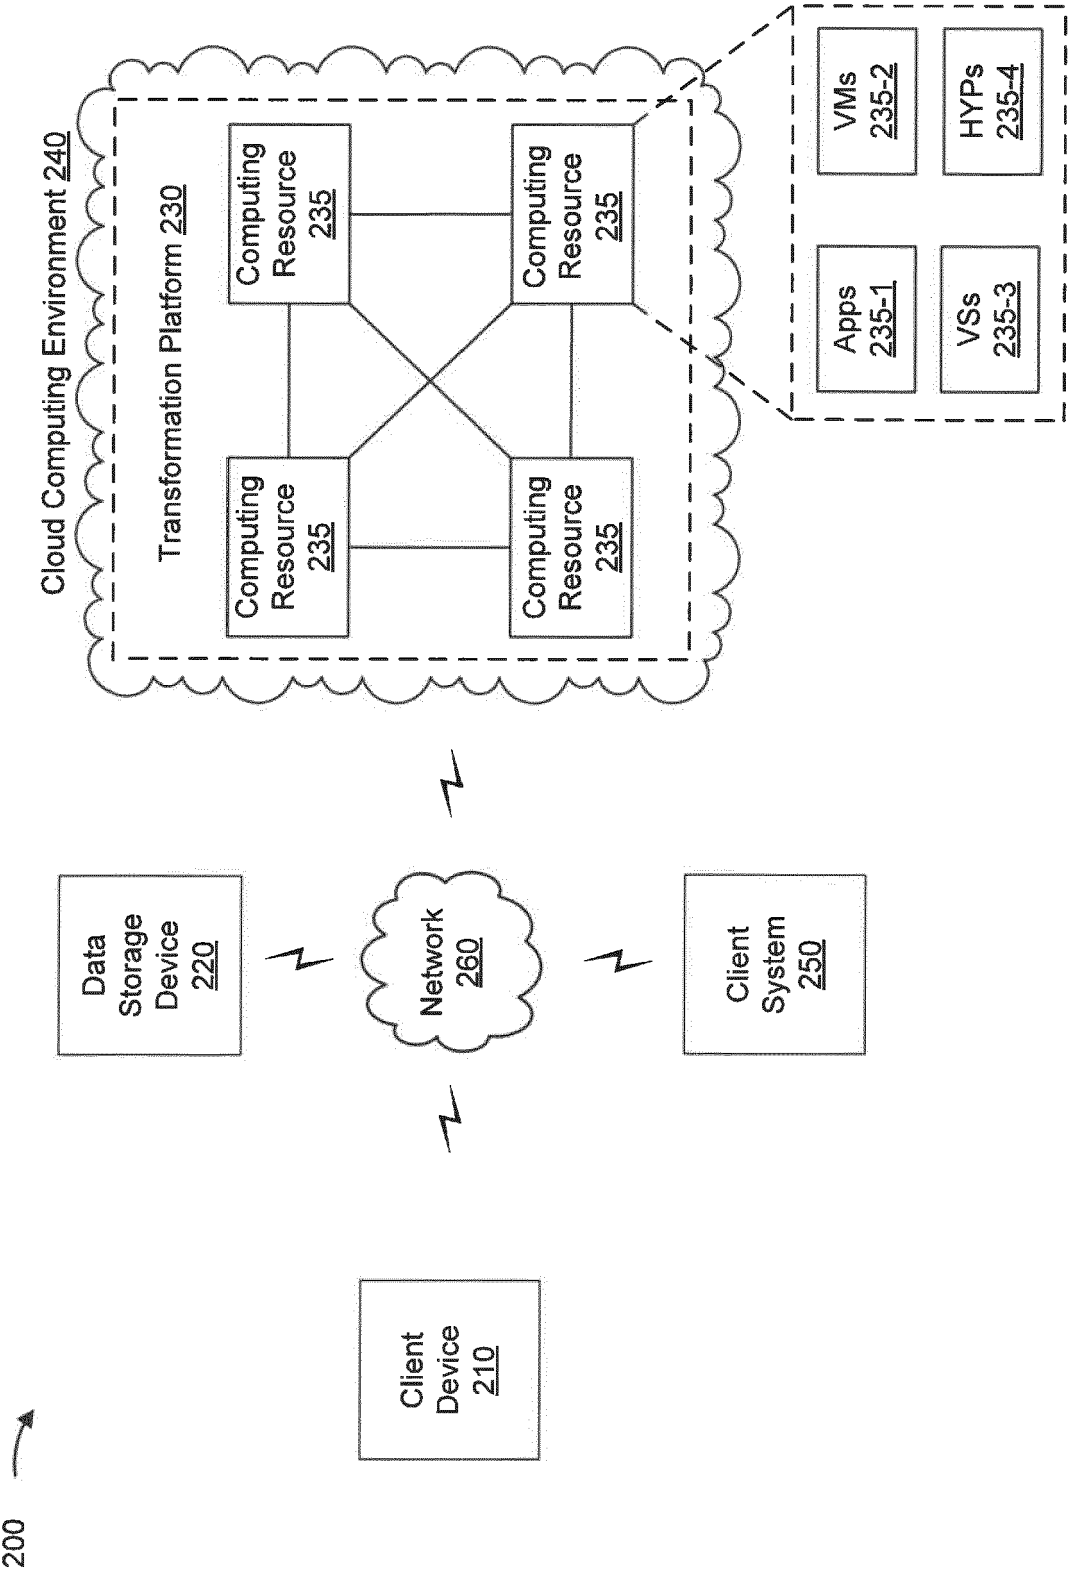 200
Cloud Computing Environment 240
Transformation Platform 230
Computing
Resource
235
Computing
Resource
235
Computing
Resource
235
Computing
Resource
235
Data
Storage
Device
220
Network
260
Client
Device
210
Client
System
250
Apps
235-1
VMs
235-2
VSs
235-3
HYPs
235-4